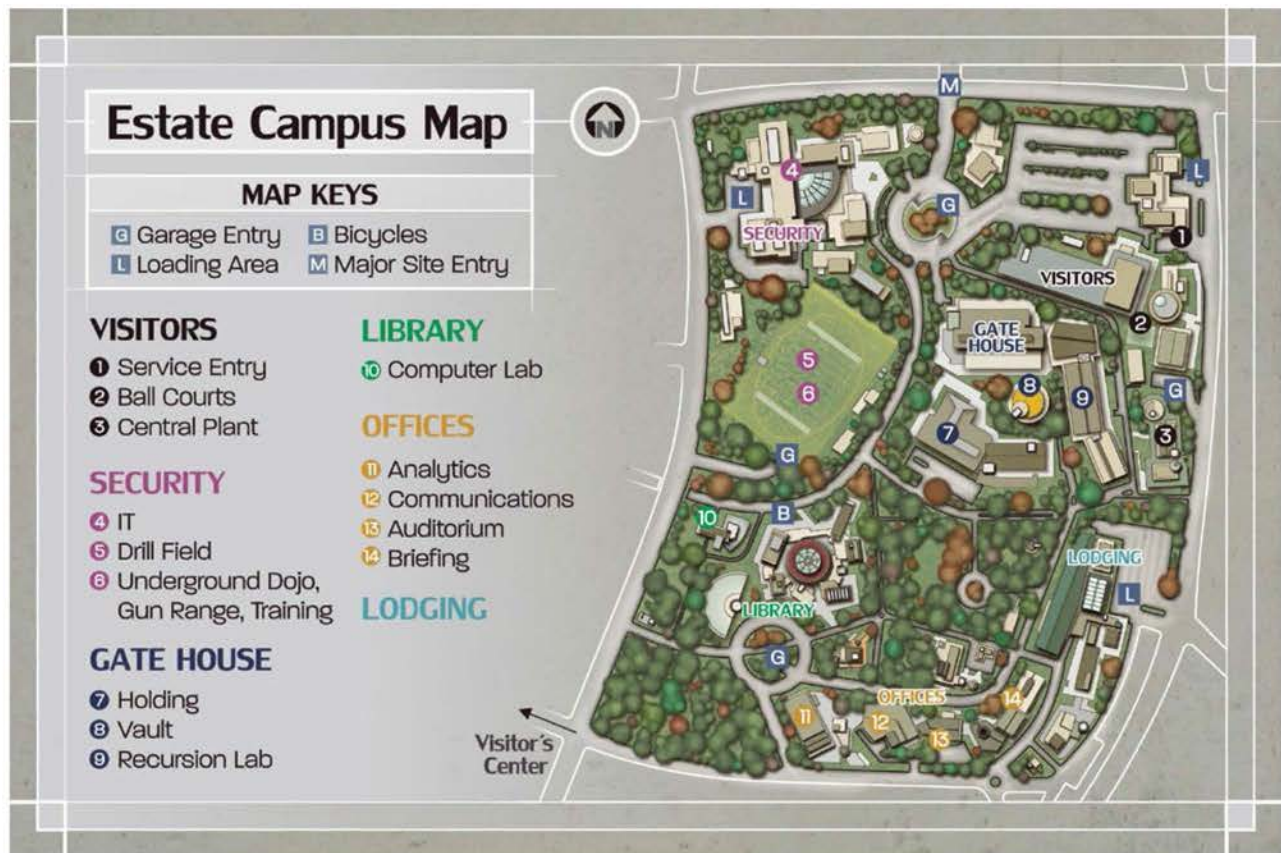 Estate Campus Map
N
MAP KEYS
G Garage Entry
B Bicycles
L Loading Area
M Major Site Entry
VISITORS
1 Service Entry
2 Ball Courts
3 Central Plant
SECURITY
4 IT
5 Drill Field
6 Underground Dojo,
Gun Range, Training
GATE HOUSE
7 Holding
8 Vault
9 Recursion Lab
LIBRARY
10 Computer Lab
OFFICES
11 Analytics
12 Communications
13 Auditorium
14 Briefing
LODGING
M
4
L
L
G
SECURITY
1
VISITORS
2
GATE
HOUSE
5
8
6
9
G
7
3
G
10
B
LODGING
L
LIBRARY
G
OFFICES
14
11
12
13
Visitor's
Center